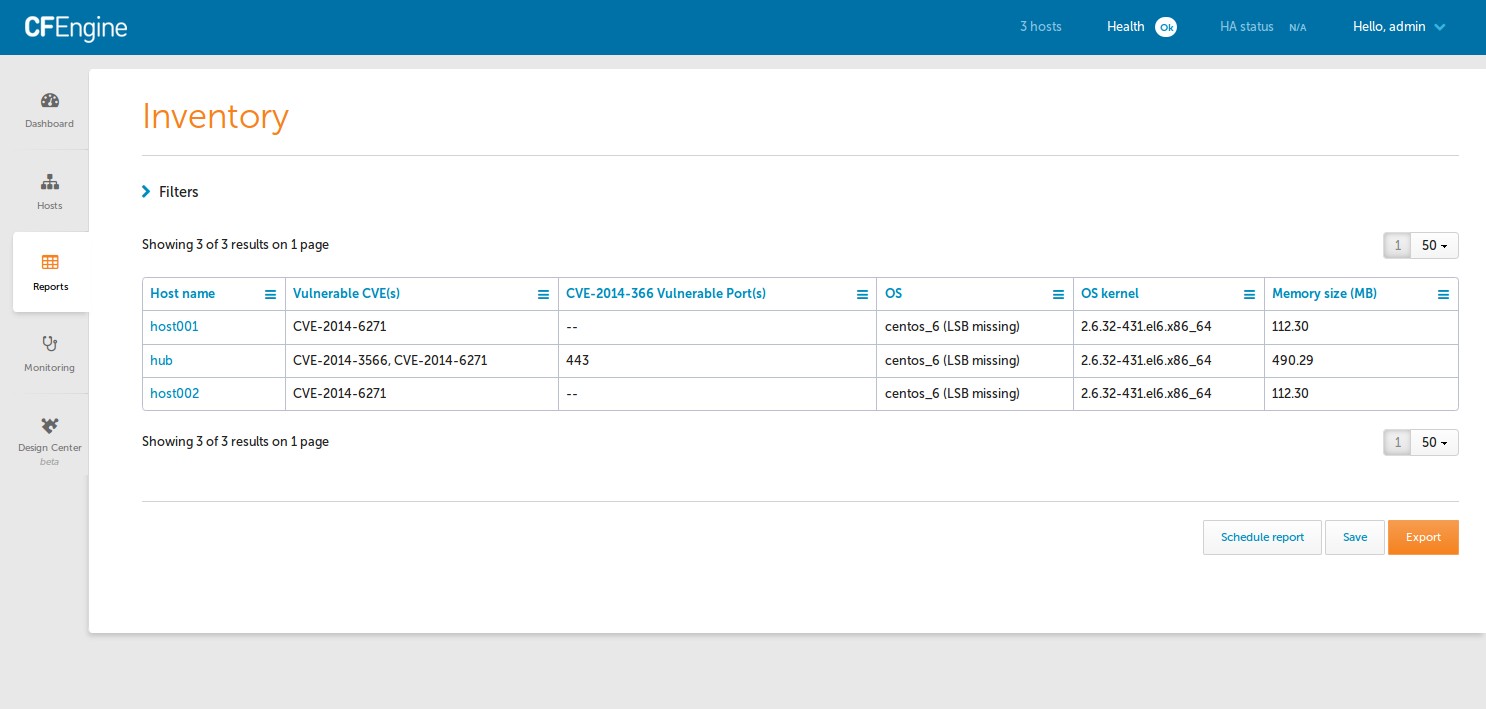 CFEngine
3 hosts
Health Ok
HA status N/A
Hello, admin
Dashboard
Hosts
Reports
Monitoring
Design Center
beta
Inventory
Filters
Showing 3 of 3 results on 1 page
1 50
Host name Vulnerable CVE(s) CVE-2014-366 Vulnerable Port(s) OS OS kernel Memory size (MB)
host001 CVE-2014-6271 -- centos_6 (LSB missing) 2.6.32-431.el6.x86_64 112.30
hub CVE-2014-3566, CVE-2014-6271 443 centos_6 (LSB missing) 2.6.32-431.el6.x86_64 490.29
host002 CVE-2014-6271 -- centos_6 (LSB missing) 2.6.32-431.el6.x86_64 112.30
Showing 3 of 3 results on 1 page
1 50
Schedule report Save Export